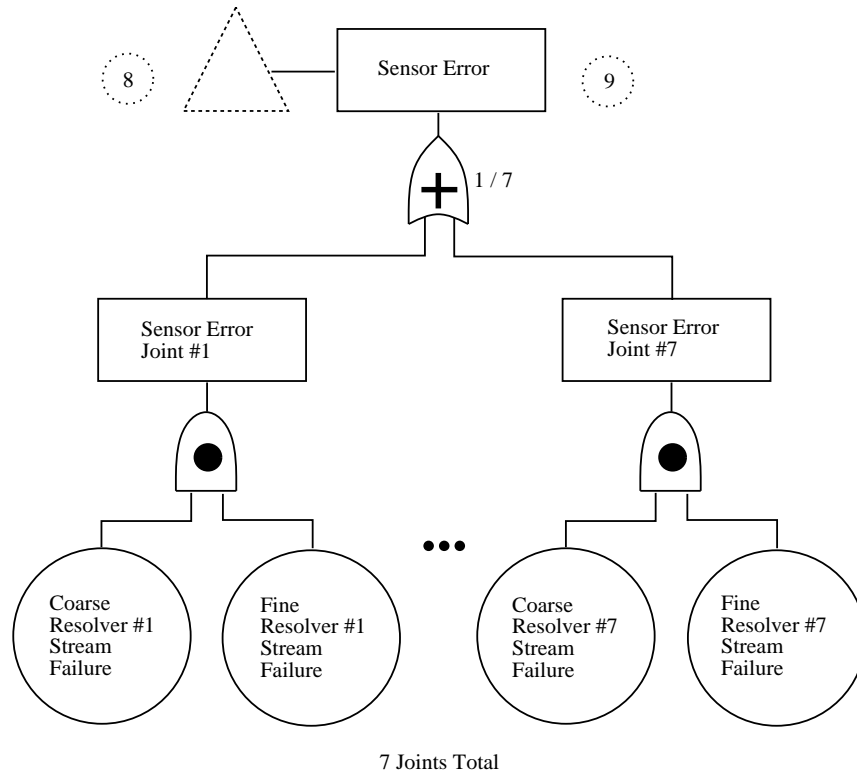 8
Sensor Error
9
1 / 7
Sensor Error
Joint #1
Sensor Error
Joint #7
Coarse
Resolver #1
Stream
Failure
Fine
Resolver #1
Stream
Failure
Coarse
Resolver #7
Stream
Failure
Fine
Resolver #7
Stream
Failure
7 Joints Total